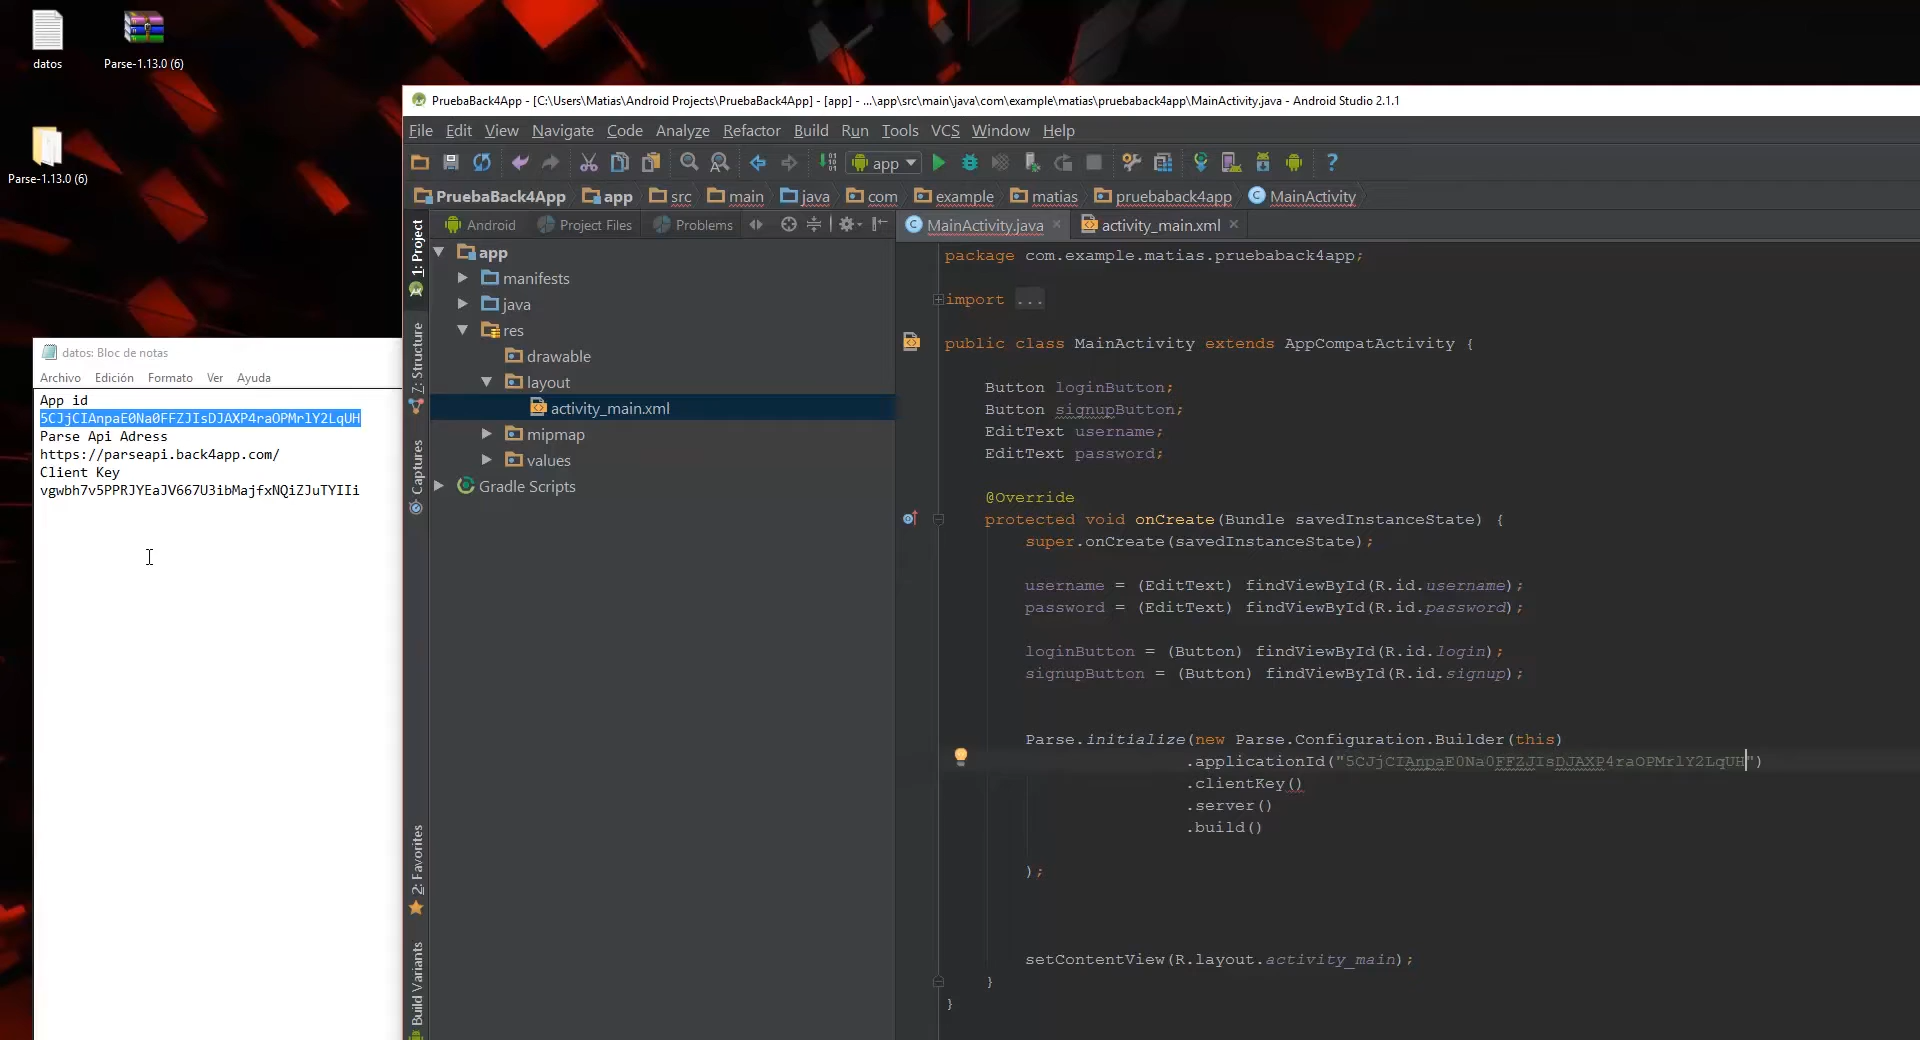 datos
Parse-1.13.0 (6)
Parse-1.13.0 (6)
datos: Bloc de notas
Archivo Edición Formato Ver Ayuda
App id
5CJjCIAnpaE0Na0FFZJIsDJAXP4raOPMrlY2LqUH
Parse Api Adress
https://parseapi.back4app.com/
Client Key
vgwbh7v5PPRJYEaJV667U3ibMajfxNQiZJuTYIIi
PruebaBack4App - [C:\Users\Matias\Android Projects\PruebaBack4App] - [app] - ...\app\src\main\java\com\example\matias\pruebaback4app\MainActivity.java - Android Studio 2.1.1
File Edit View Navigate Code Analyze Refactor Build Run Tools VCS Window Help
app
PruebaBack4App app src main java com example matias pruebaback4app MainActivity
1: Project
Z: Structure
Captures
2: Favorites
Build Variants
Android Project Files Problems
app
manifests
java
res
drawable
layout
activity_main.xml
mipmap
values
Gradle Scripts
MainActivity.java activity_main.xml
package com.example.matias.pruebaback4app;
import ...
public class MainActivity extends AppCompatActivity {
Button loginButton;
Button signupButton;
EditText username;
EditText password;
@Override
protected void onCreate(Bundle savedInstanceState) {
super.onCreate(savedInstanceState);
username = (EditText) findViewById(R.id.username);
password = (EditText) findViewById(R.id.password);
loginButton = (Button) findViewById(R.id.login);
signupButton = (Button) findViewById(R.id.signup);
Parse.initialize(new Parse.Configuration.Builder(this)
.applicationId("5CJjCIAnpaE0Na0FFZJIsDJAXP4raOPMrlY2LqUH")
.clientKey()
.server()
.build()
);
setContentView(R.layout.activity_main);
}
}